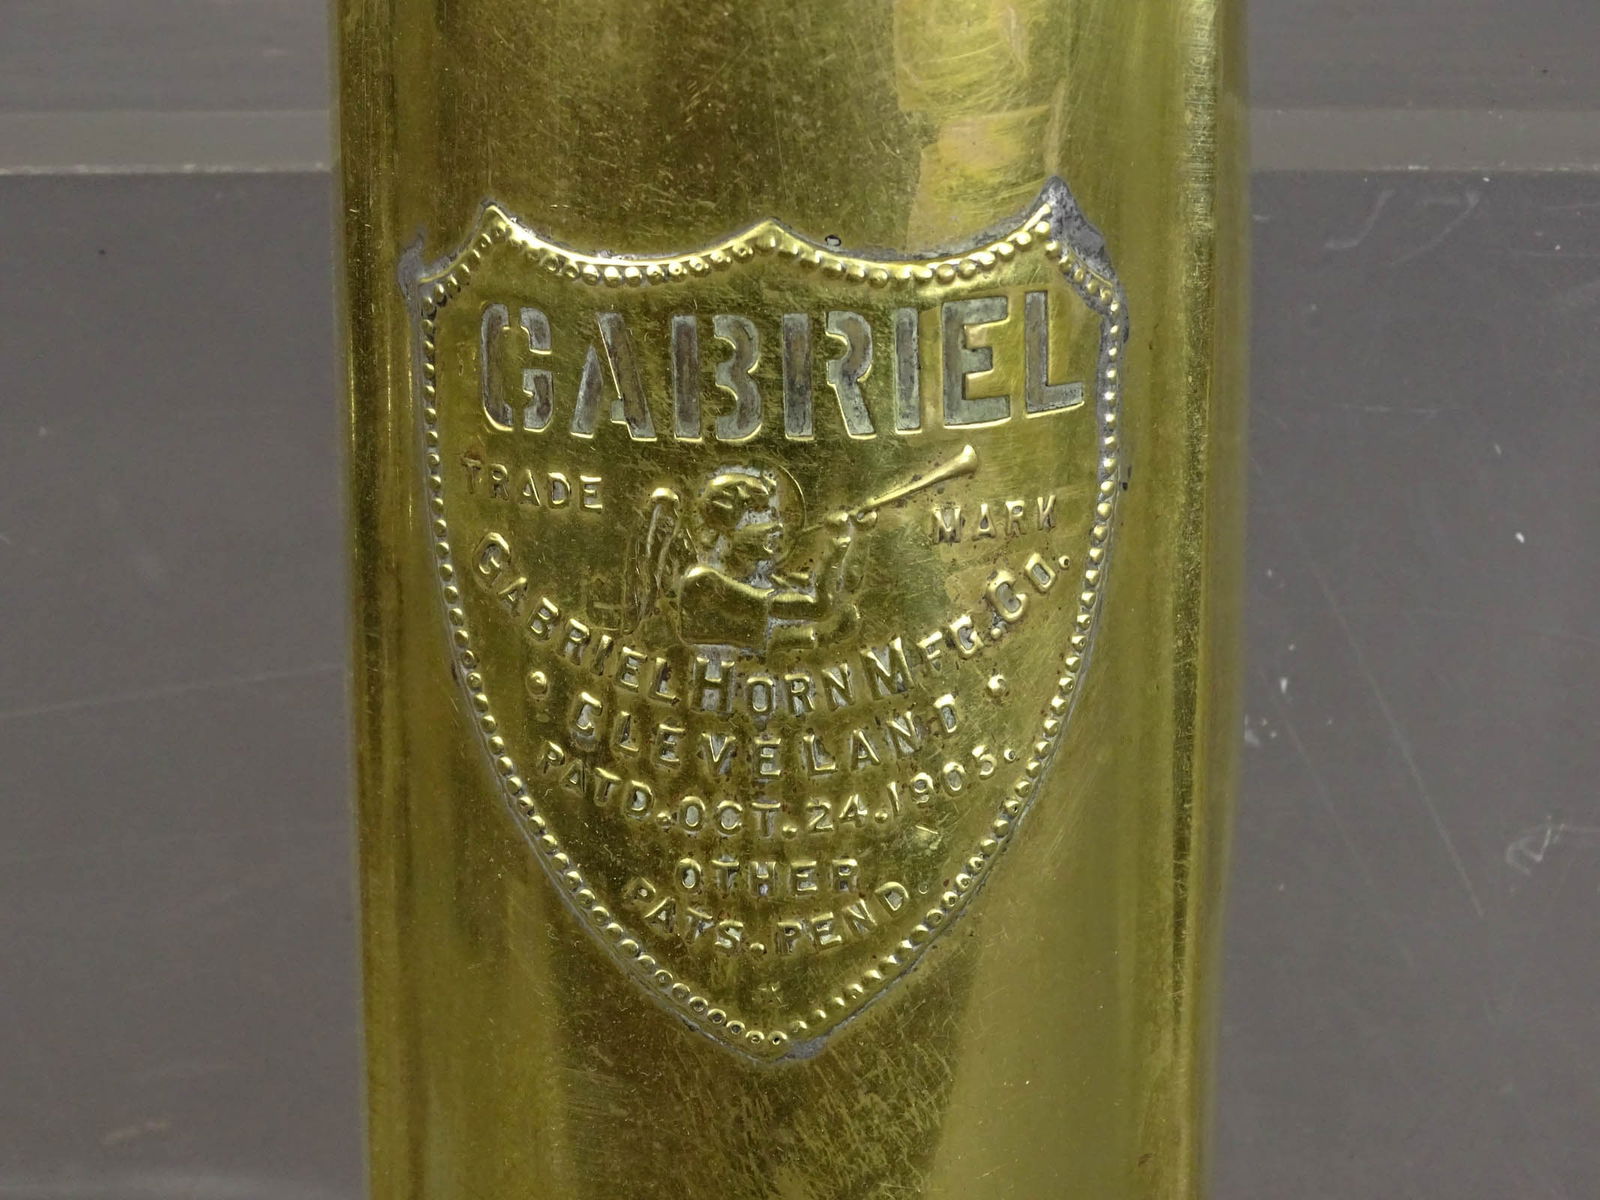 GABRIEL
TRADE MARK
GABRIEL HORN MFG. CO.
• CLEVELAND •
PATD. OCT. 24. 1905.
OTHER
PATS. PEND.